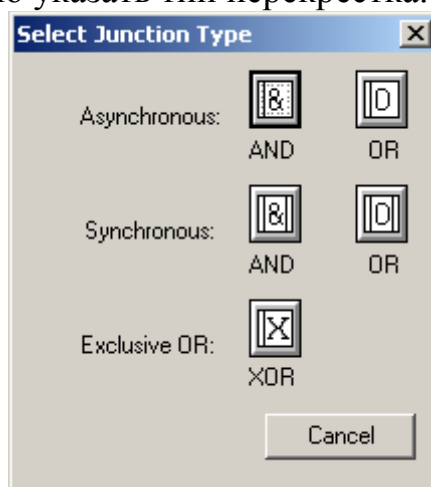 указать тип перекрестка.
Select Junction Type
Asynchronous: & O
AND OR
Synchronous: & O
AND OR
Exclusive OR: X
XOR
Cancel